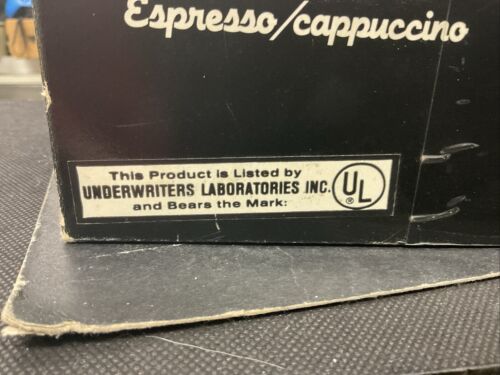 Espresso/cappuccino
This Product is Listed by
UNDERWRITERS LABORATORIES INC.
and Bears the Mark:
UL
®